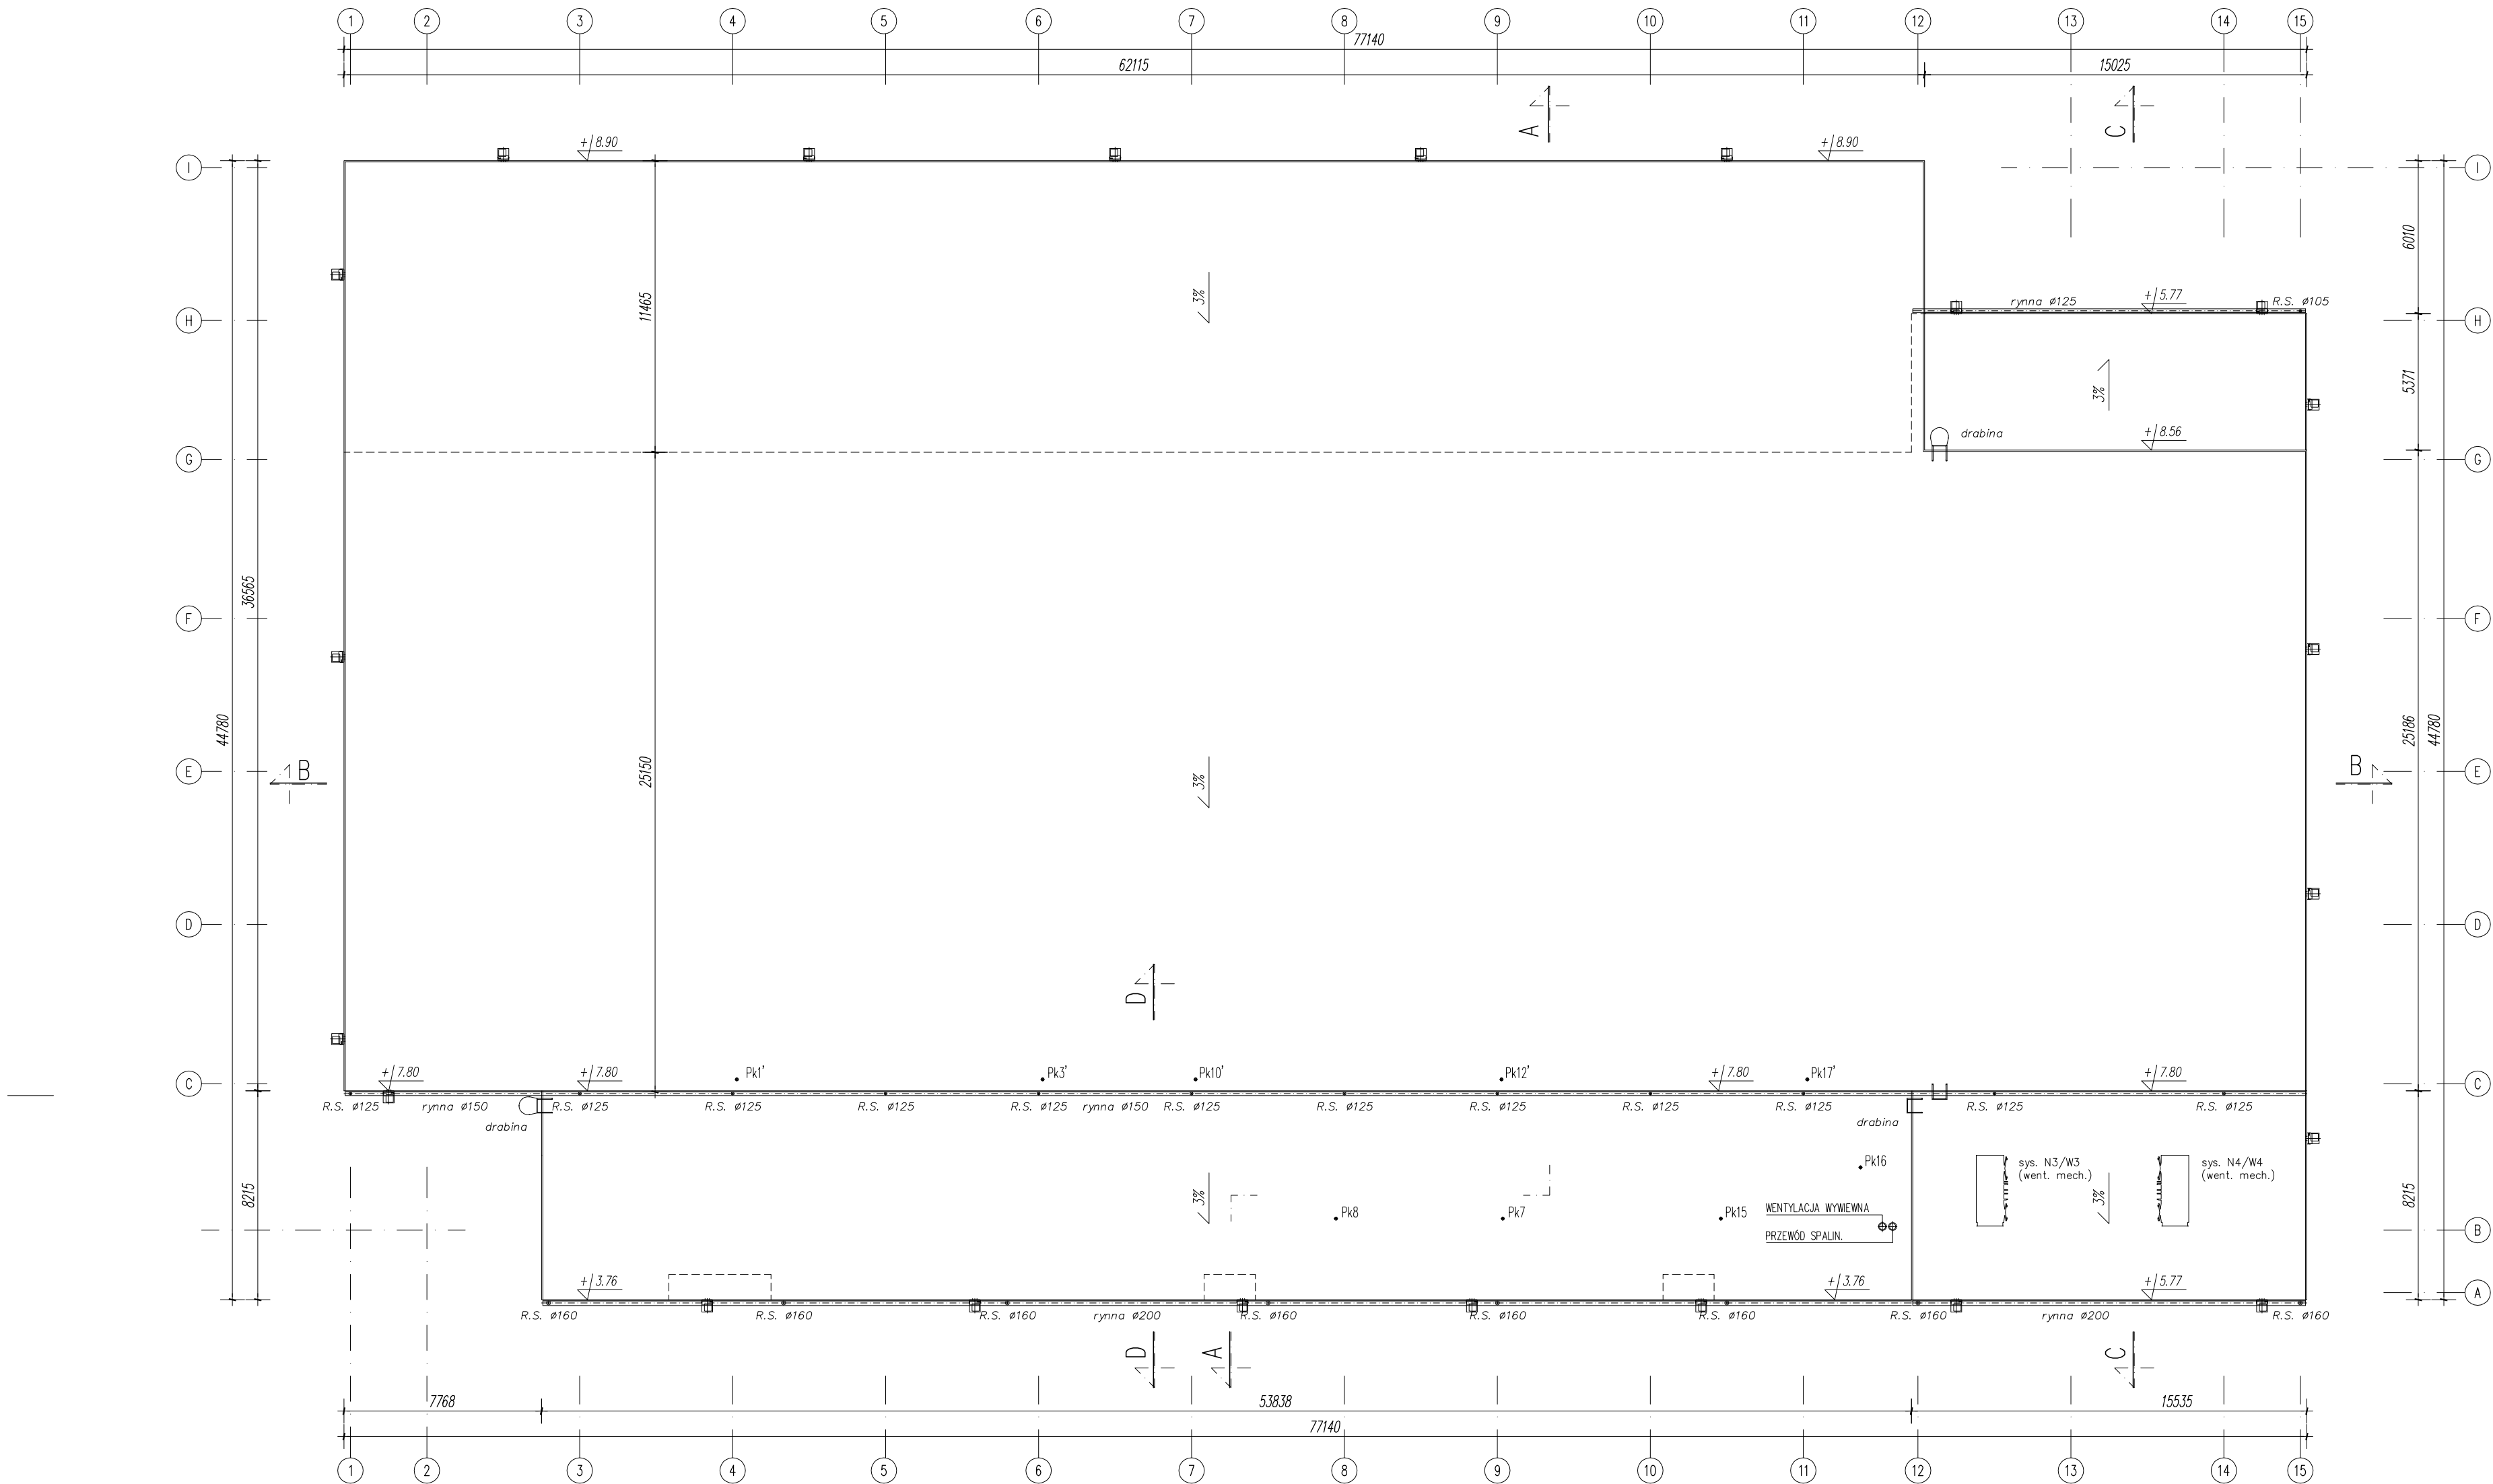 1 2 3 4 5 6 7 8 9 10 11 12 13 14 15
77140
62115 15025
A C
+/8.90 +/8.90
I I
6010
11465 3%
rynna Ø125 +/5.77 R.S. Ø105
H H
5371
3%
drabina +/8.56
G G
36565
F F
44780 25186 44780
25150 3%
E B B E
D D
D
Pk1' Pk3' Pk10' Pk12' Pk17'
+/7.80 +/7.80 +/7.80 +/7.80
C C
R.S. Ø125 rynna Ø150 R.S. Ø125 R.S. Ø125 R.S. Ø125 R.S. Ø125 rynna Ø150 R.S. Ø125 R.S. Ø125 R.S. Ø125 R.S. Ø125 R.S. Ø125 R.S. Ø125 R.S. Ø125
drabina drabina
Pk16
sys. N3/W3 sys. N4/W4
(went. mech.) (went. mech.)
8215 3% 3% 8215
Pk8 Pk7 Pk15
WENTYLACJA WYWIEWNA
B
PRZEWÓD SPALIN.
+/3.76 +/3.76 +/5.77
A
R.S. Ø160 R.S. Ø160 R.S. Ø160 rynna Ø200 R.S. Ø160 R.S. Ø160 R.S. Ø160 R.S. Ø160 rynna Ø200 R.S. Ø160
D A C
7768 53838 15535
77140
1 2 3 4 5 6 7 8 9 10 11 12 13 14 15